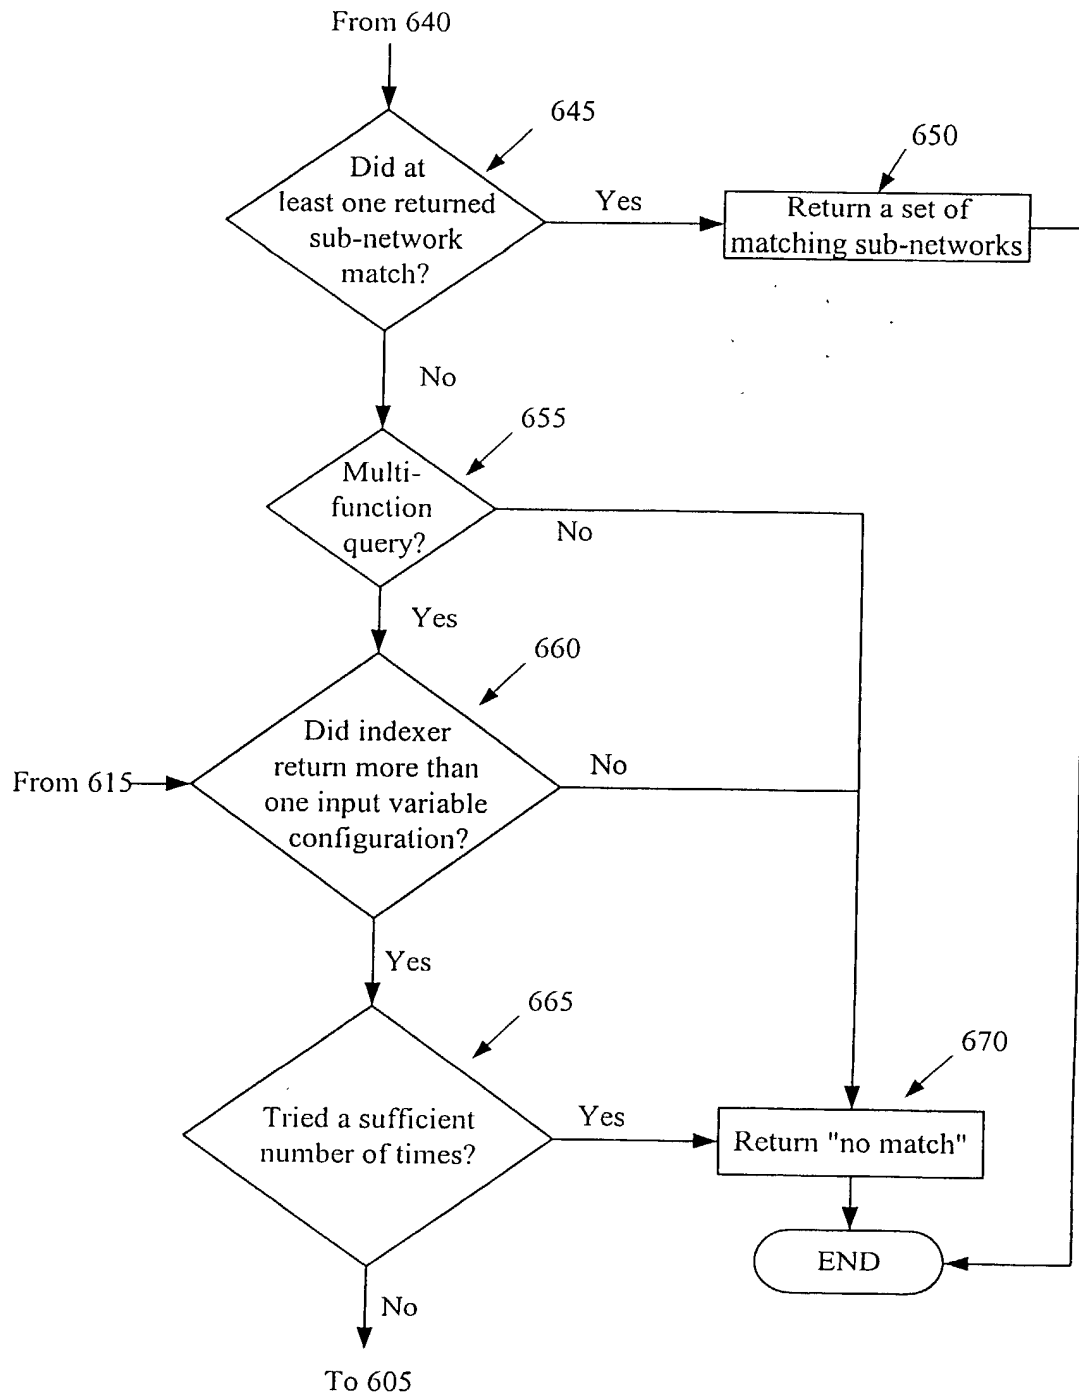 From 640
645
Did at
least one returned
sub-network
match?
Yes
650
Return a set of
matching sub-networks
No
655
Multi-
function
query?
No
Yes
660
From 615
Did indexer
return more than
one input variable
configuration?
No
Yes
665
Tried a sufficient
number of times?
Yes
670
Return "no match"
END
No
To 605